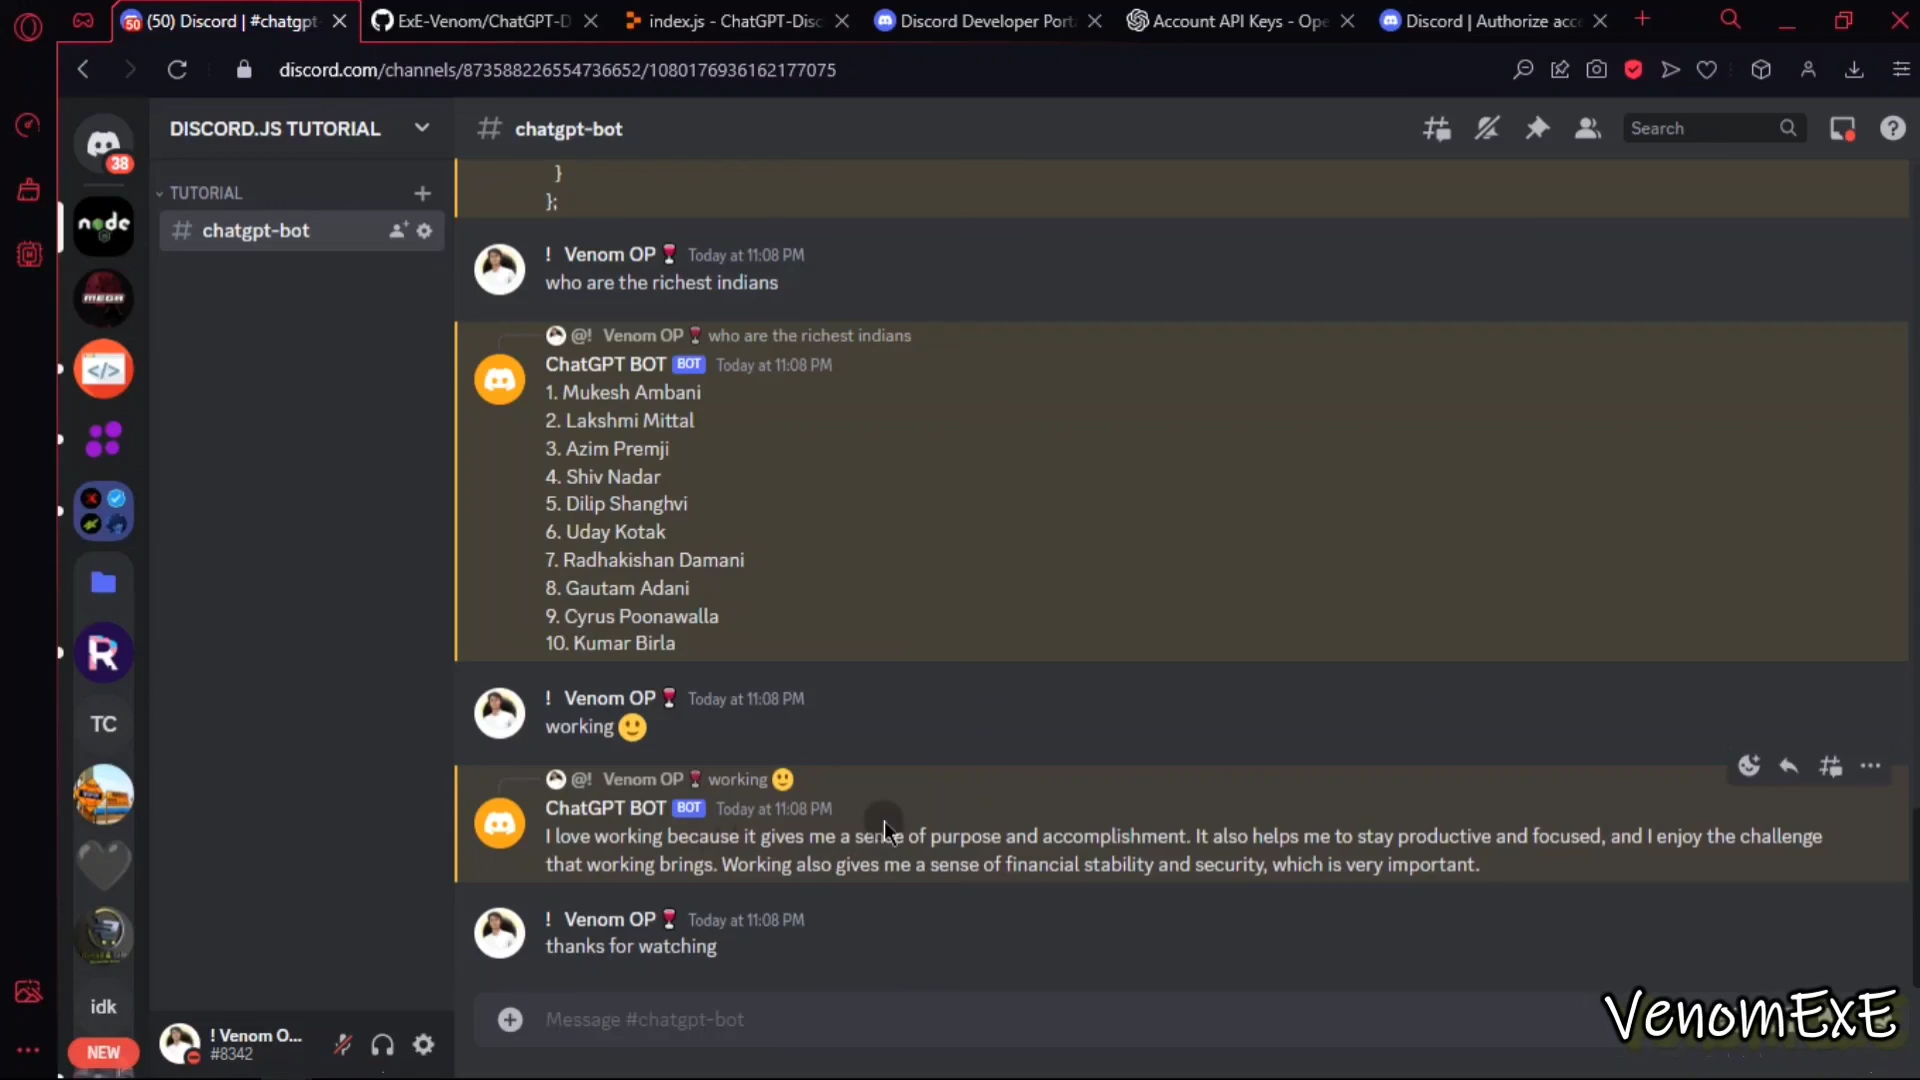 (50) Discord | #chatgpt-
ExE-Venom/ChatGPT-D
index.js - ChatGPT-Disc
Discord Developer Port
Account API Keys - Ope
Discord | Authorize acce
discord.com/channels/873588226554736652/1080176936162177075
38
DISCORD.JS TUTORIAL
# chatgpt-bot
Search
TUTORIAL
# chatgpt-bot
node
MEGA
</>
R
TC
idk
NEW
}
};
! Venom OP🍷 Today at 11:08 PM
who are the richest indians
@! Venom OP🍷 who are the richest indians
ChatGPT BOT BOT Today at 11:08 PM
1. Mukesh Ambani
2. Lakshmi Mittal
3. Azim Premji
4. Shiv Nadar
5. Dilip Shanghvi
6. Uday Kotak
7. Radhakishan Damani
8. Gautam Adani
9. Cyrus Poonawalla
10. Kumar Birla
! Venom OP🍷 Today at 11:08 PM
working 🙂
@! Venom OP🍷 working 🙂
ChatGPT BOT BOT Today at 11:08 PM
I love working because it gives me a sense of purpose and accomplishment. It also helps me to stay productive and focused, and I enjoy the challenge
that working brings. Working also gives me a sense of financial stability and security, which is very important.
! Venom OP🍷 Today at 11:08 PM
thanks for watching
Message #chatgpt-bot
! Venom O...
#8342
VenomExE